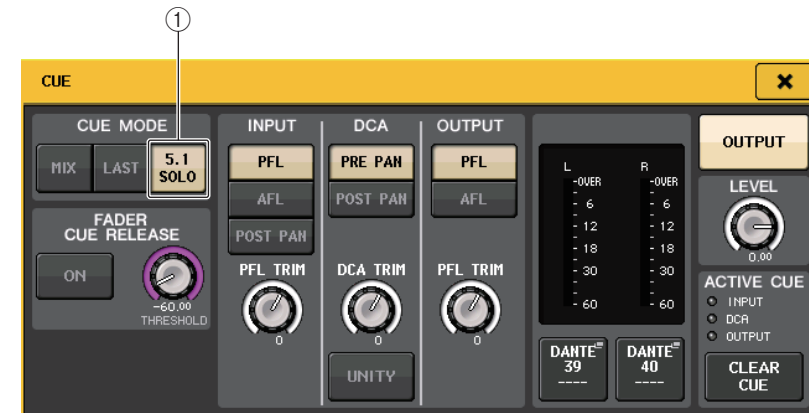 1
CUE
CUE MODE
MIX
LAST
5.1
SOLO
FADER
CUE RELEASE
ON
-60.00
THRESHOLD
INPUT
PFL
AFL
POST PAN
PFL TRIM
0
DCA
PRE PAN
POST PAN
DCA TRIM
0
UNITY
OUTPUT
PFL
AFL
PFL TRIM
0
L R
-OVER -OVER
- 6 - 6
- 12 - 12
- 18 - 18
- 30 - 30
- 60 - 60
DANTE
39
----
DANTE
40
----
OUTPUT
LEVEL
0.00
ACTIVE CUE
INPUT
DCA
OUTPUT
CLEAR
CUE